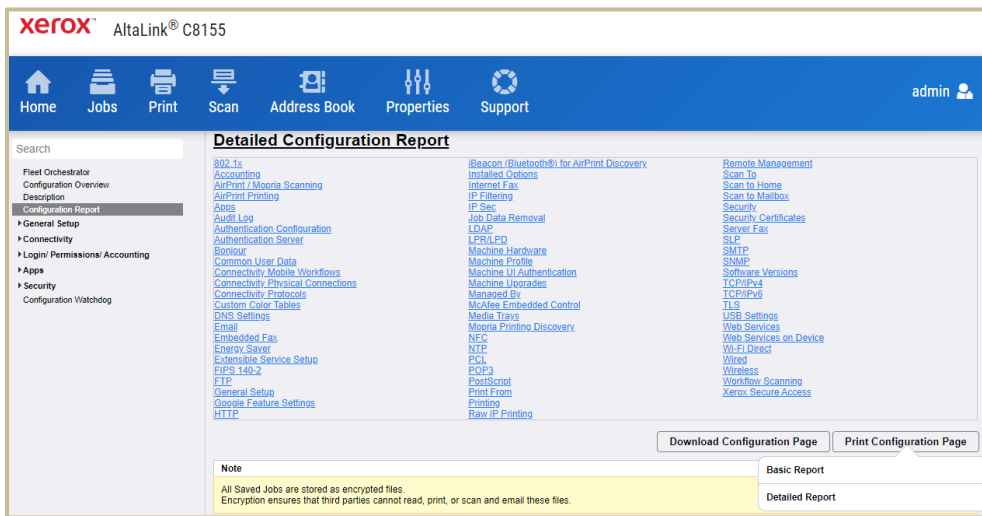 xerox™ AltaLink® C8155
Home Jobs Print Scan Address Book Properties Support admin
Search
Fleet Orchestrator
Configuration Overview
Description
Configuration Report
General Setup
Connectivity
Login/ Permissions/ Accounting
Apps
Security
Configuration Watchdog
Detailed Configuration Report
802.1x
Accounting
AirPrint / Mopria Scanning
AirPrint Printing
Apps
Audit Log
Authentication Configuration
Authentication Server
Bonjour
Common User Data
Connectivity Mobile Workflows
Connectivity Physical Connections
Connectivity Protocols
Custom Color Tables
DNS Settings
Email
Embedded Fax
Energy Saver
Extensible Service Setup
FIPS 140-2
FTP
General Setup
Google Feature Settings
HTTP
iBeacon (Bluetooth®) for AirPrint Discovery
Installed Options
Internet Fax
IP Filtering
IP Sec
Job Data Removal
LDAP
LPR/LPD
Machine Hardware
Machine Profile
Machine UI Authentication
Machine Upgrades
Managed By
McAfee Embedded Control
Media Trays
Mopria Printing Discovery
NFC
NTP
PCL
POP3
PostScript
Print From
Printing
Raw IP Printing
Remote Management
Scan To
Scan to Home
Scan to Mailbox
Security
Security Certificates
Server Fax
SLP
SMTP
SNMP
Software Versions
TCP/IPv4
TCP/IPv6
TLS
USB Settings
Web Services
Web Services on Device
Wi-Fi Direct
Wired
Wireless
Workflow Scanning
Xerox Secure Access
Download Configuration Page Print Configuration Page
Basic Report
Detailed Report
Note
All Saved Jobs are stored as encrypted files.
Encryption ensures that third parties cannot read, print, or scan and email these files.